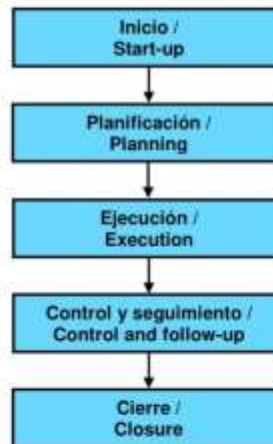 Inicio /
Start-up
Planificación /
Planning
Ejecución /
Execution
Control y seguimiento /
Control and follow-up
Cierre /
Closure